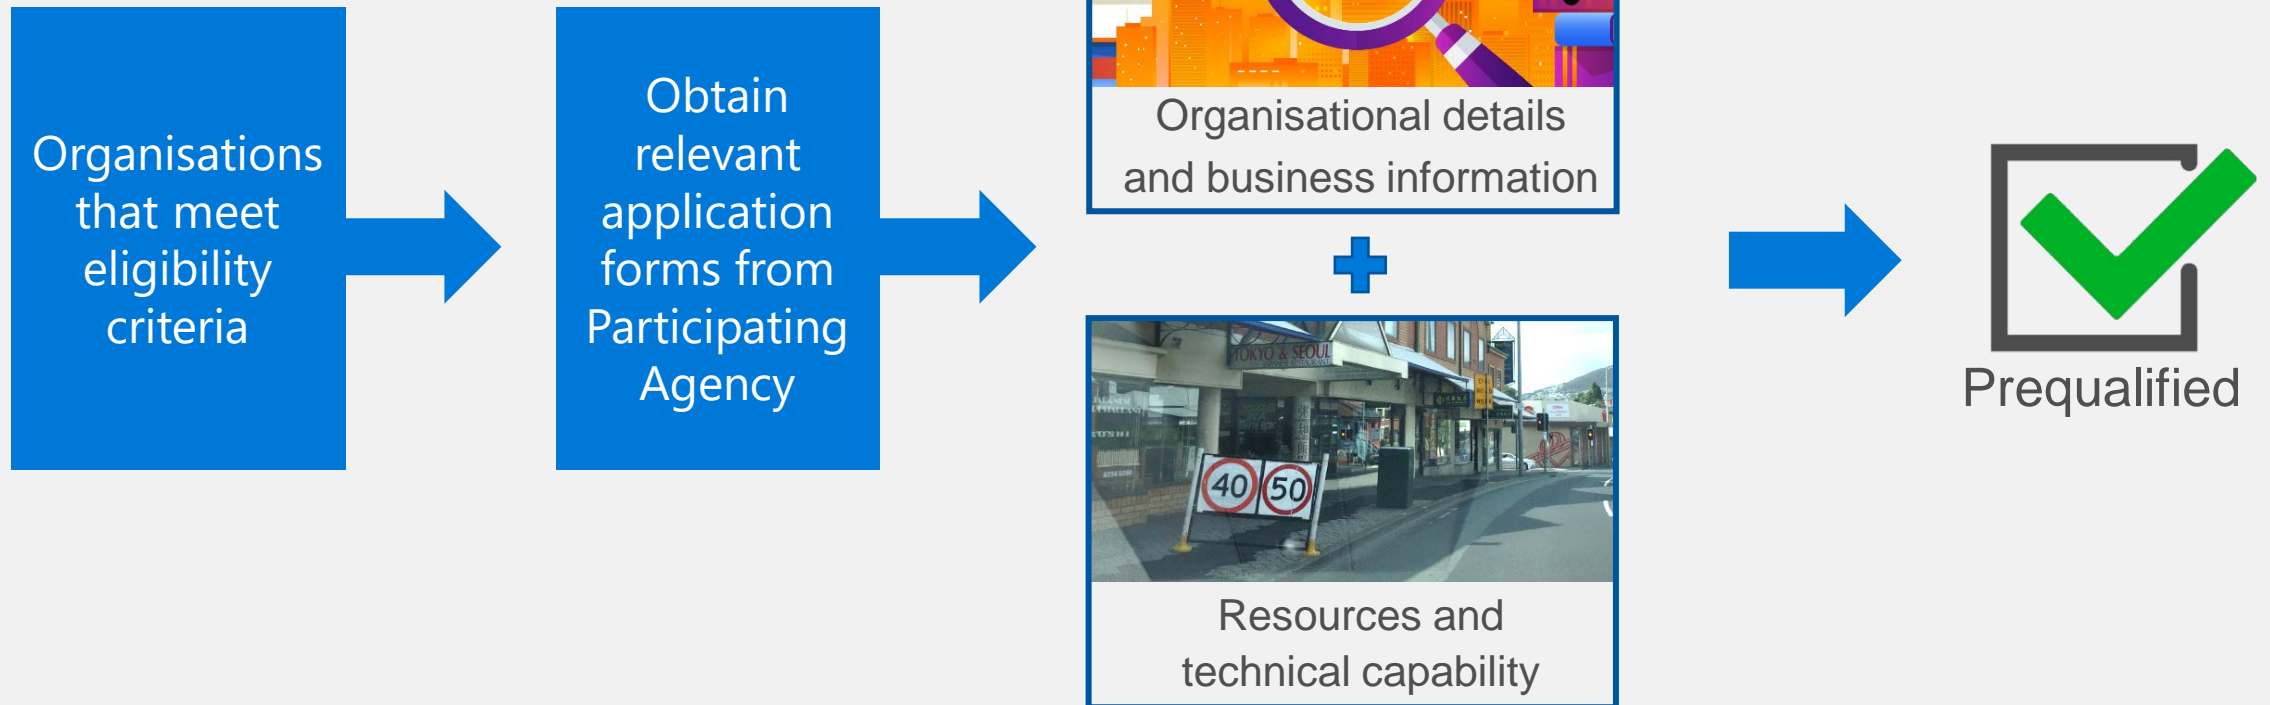 Organisations
that meet
eligibility
criteria
Obtain
relevant
application
forms from
Participating
Agency
Organisational details
and business information
TOKYO & SEOUL
40
50
Resources and
technical capability
Prequalified